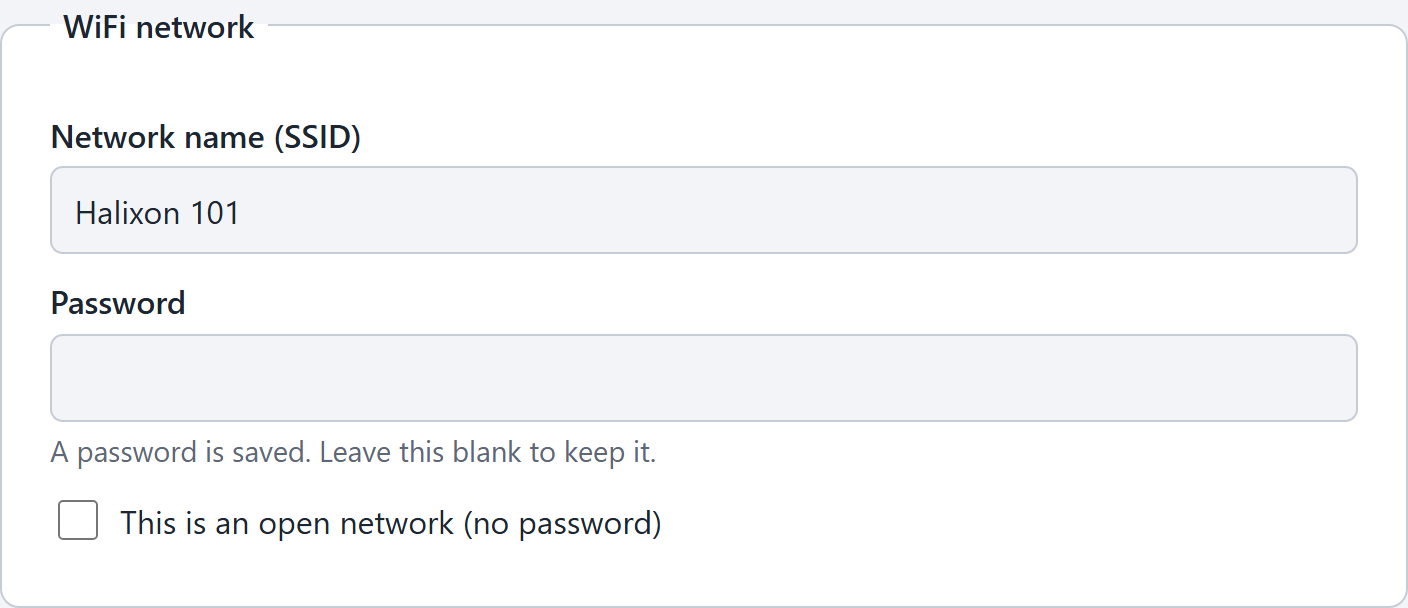 WiFi network
Network name (SSID)
Halixon 101
Password
A password is saved. Leave this blank to keep it.
This is an open network (no password)